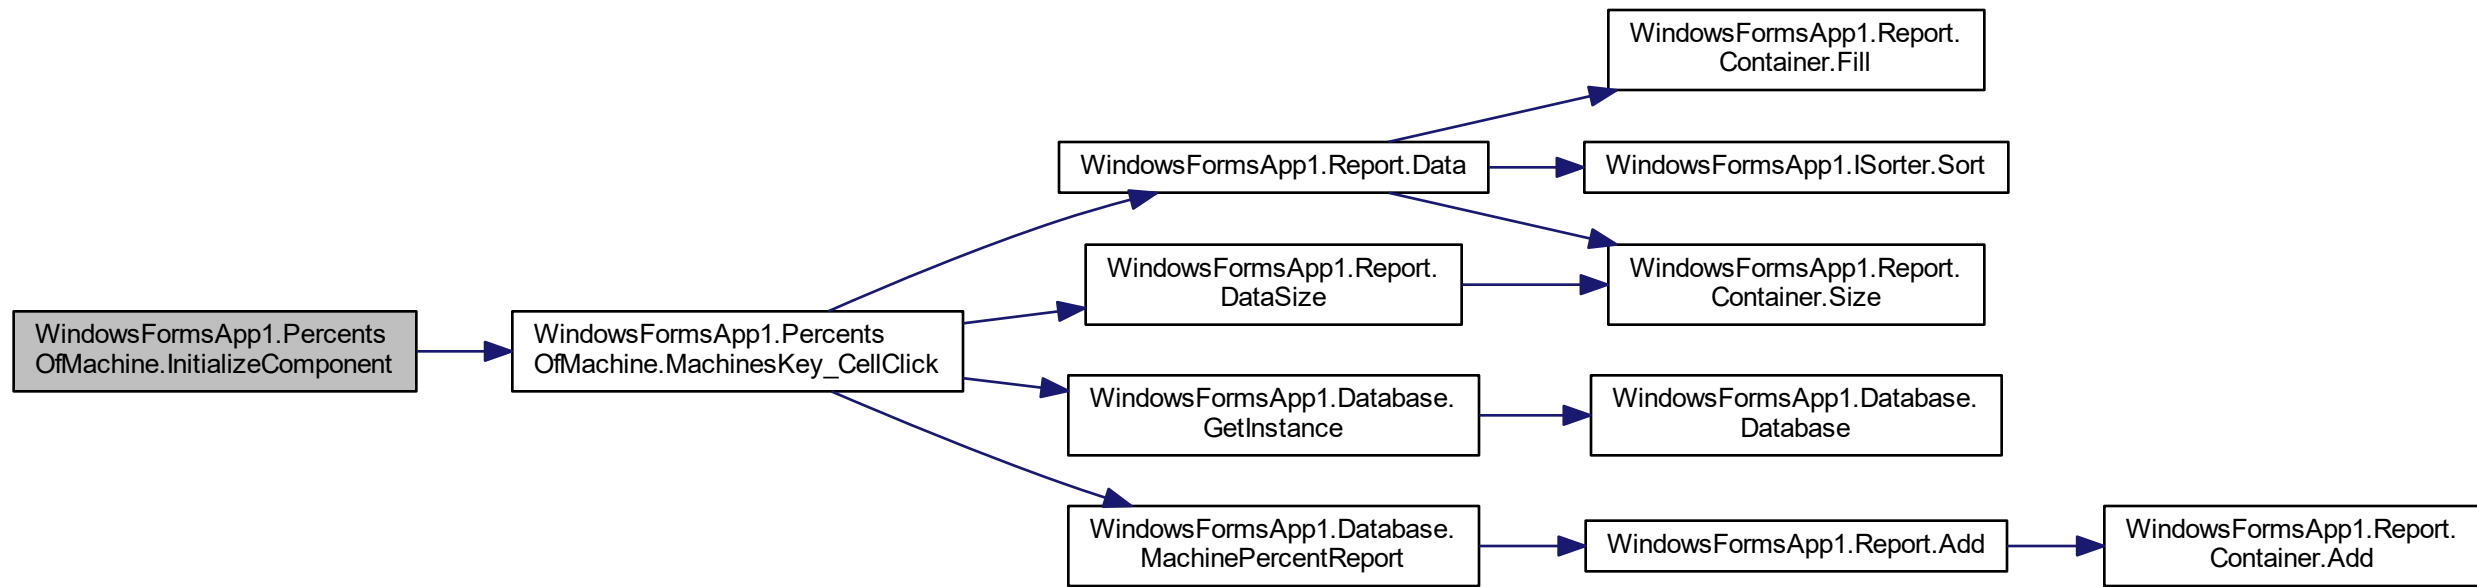 WindowsFormsApp1.Percents
OfMachine.InitializeComponent
WindowsFormsApp1.Percents
OfMachine.MachinesKey_CellClick
WindowsFormsApp1.Report.Data
WindowsFormsApp1.Report.
Container.Fill
WindowsFormsApp1.ISorter.Sort
WindowsFormsApp1.Report.
Container.Size
WindowsFormsApp1.Report.
DataSize
WindowsFormsApp1.Database.
GetInstance
WindowsFormsApp1.Database.
Database
WindowsFormsApp1.Database.
MachinePercentReport
WindowsFormsApp1.Report.Add
WindowsFormsApp1.Report.
Container.Add